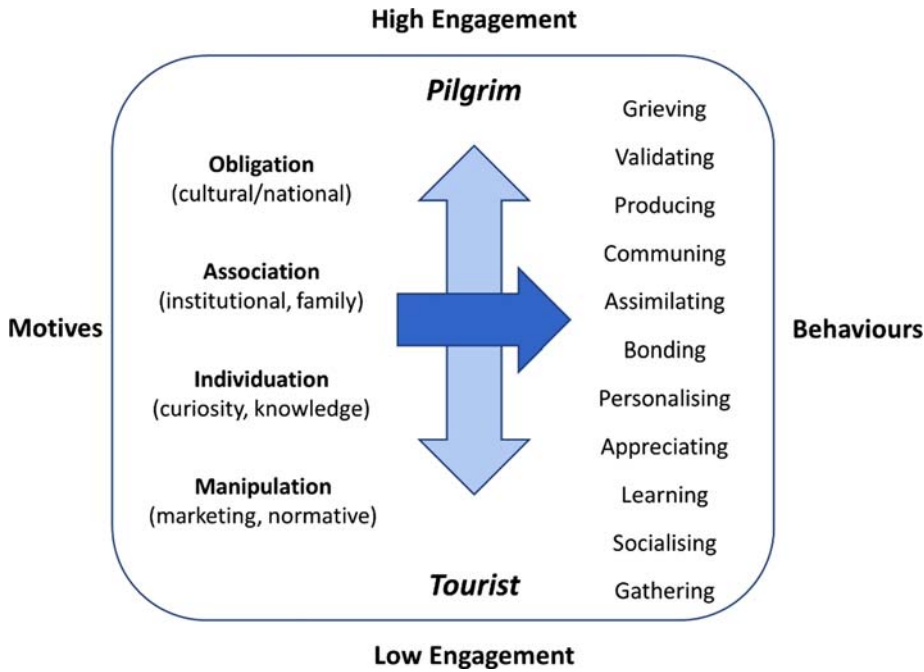 High Engagement
Pilgrim
Motives
Obligation
(cultural/national)
Association
(institutional, family)
Individuation
(curiosity, knowledge)
Manipulation
(marketing, normative)
Grieving
Validating
Producing
Communing
Assimilating
Bonding
Personalising
Appreciating
Learning
Socialising
Gathering
Behaviours
Tourist
Low Engagement